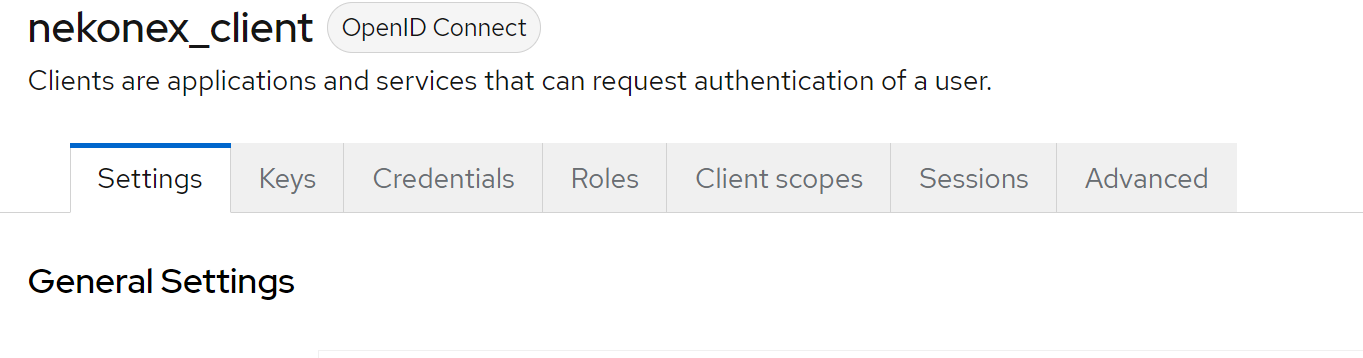 nekonex_client OpenID Connect
Clients are applications and services that can request authentication of a user.
Settings Keys Credentials Roles Client scopes Sessions Advanced
General Settings